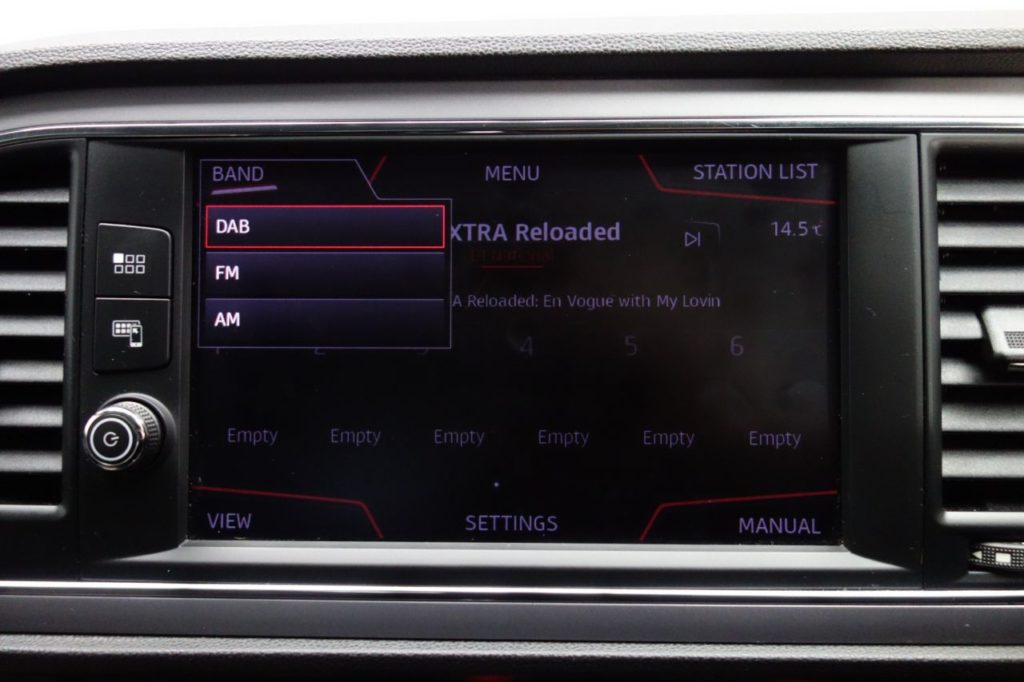 BAND
MENU
STATION LIST
DAB
XTRA Reloaded
14.5 °C
FM
A Reloaded: En Vogue with My Lovin
AM
4 5 6
Empty Empty Empty Empty Empty Empty
VIEW
SETTINGS
MANUAL